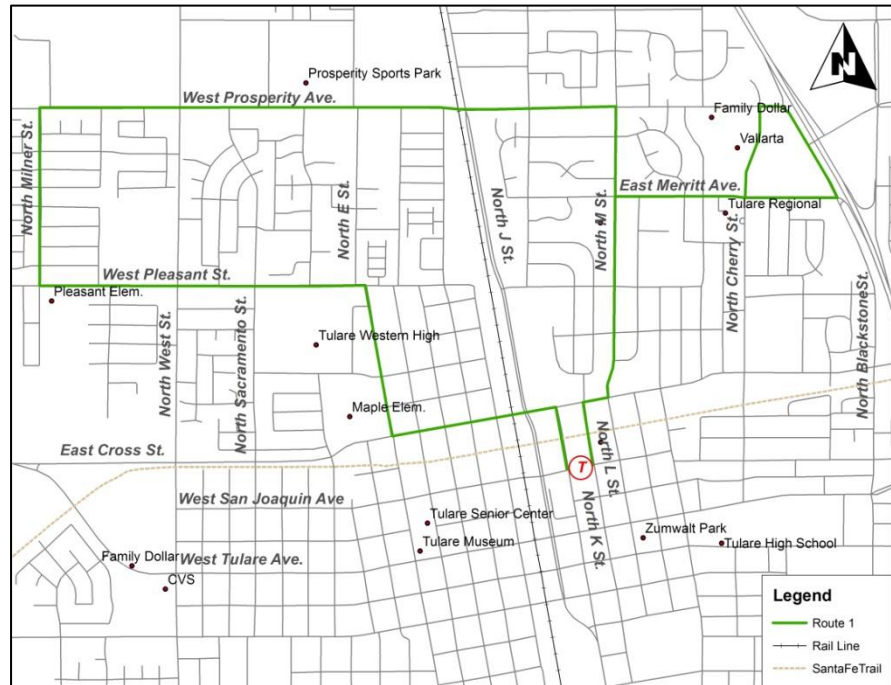 N
Prosperity Sports Park
West Prosperity Ave.
Family Dollar
Vallarta
North Milner St.
North E St.
North J St.
North M St.
East Merritt Ave.
Tulare Regional
West Pleasant St.
Pleasant Elem.
North West St.
North Sacramento St.
Tulare Western High
North Cherry St.
North BlackstoneSt.
Maple Elem.
East Cross St.
T
North L St.
West San Joaquin Ave
North K St.
Tulare Senior Center
Tulare Museum
Zumwalt Park
Tulare High School
Family Dollar
West Tulare Ave.
CVS
Legend
Route 1
Rail Line
SantaFeTrail